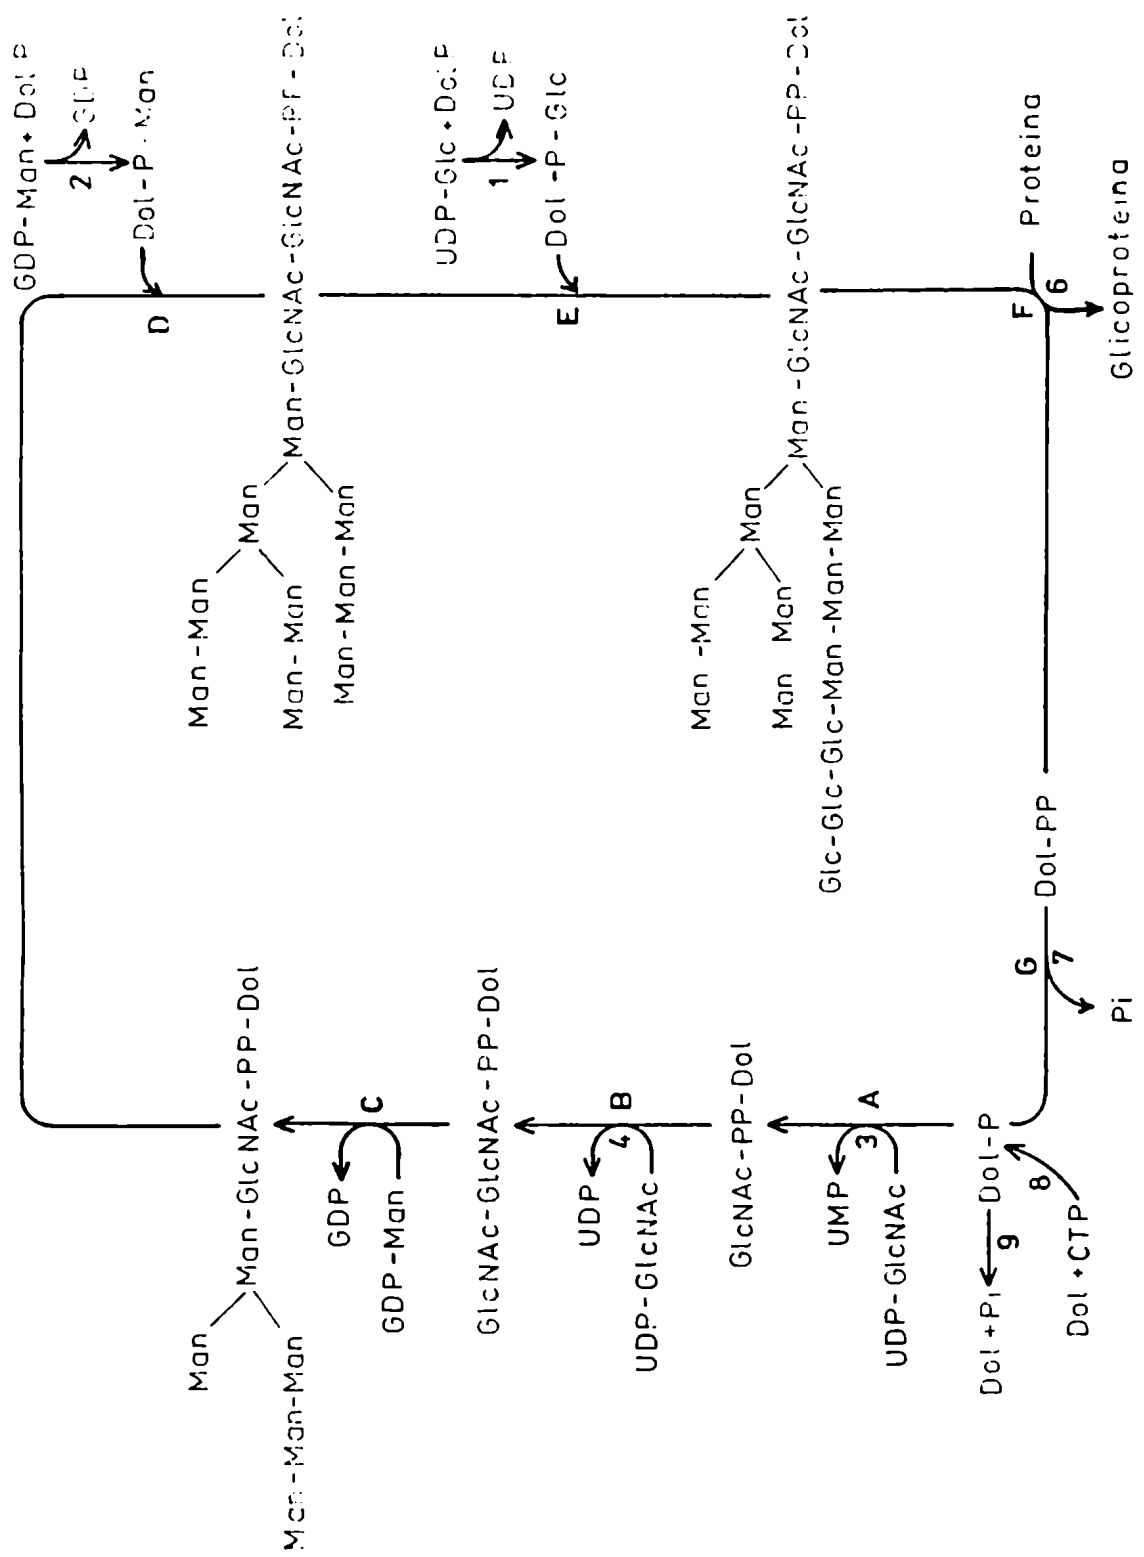 Man
Man-Man-Man
Man-GlcNAc-PP-Dol
GDP
GDP-Man
C
GlcNAc-GlcNAc-PP-Dol
UDP
UDP-GlcNAc
4
B
GlcNAc-PP-Dol
UMP
UDP-GlcNAc
3
A
Dol+Pi
9
Dol-P
8
Dol+CTP
G
7
Pi
Dol-PP
GDP-Man+Dol P
2
GDP
Dol-P-Man
D
Man-Man
Man-Man
Man
Man-Man-Man
Man-GlcNAc-GlcNAc-PP-Dol
UDP-Glc+Dol P
1
UDP
Dol-P-Glc
E
Man-Man
Man Man
Man
Glc-Glc-Glc-Man-Man-Man
Man-GlcNAc-GlcNAc-PP-Dol
F
6
Proteina
Glicoproteina